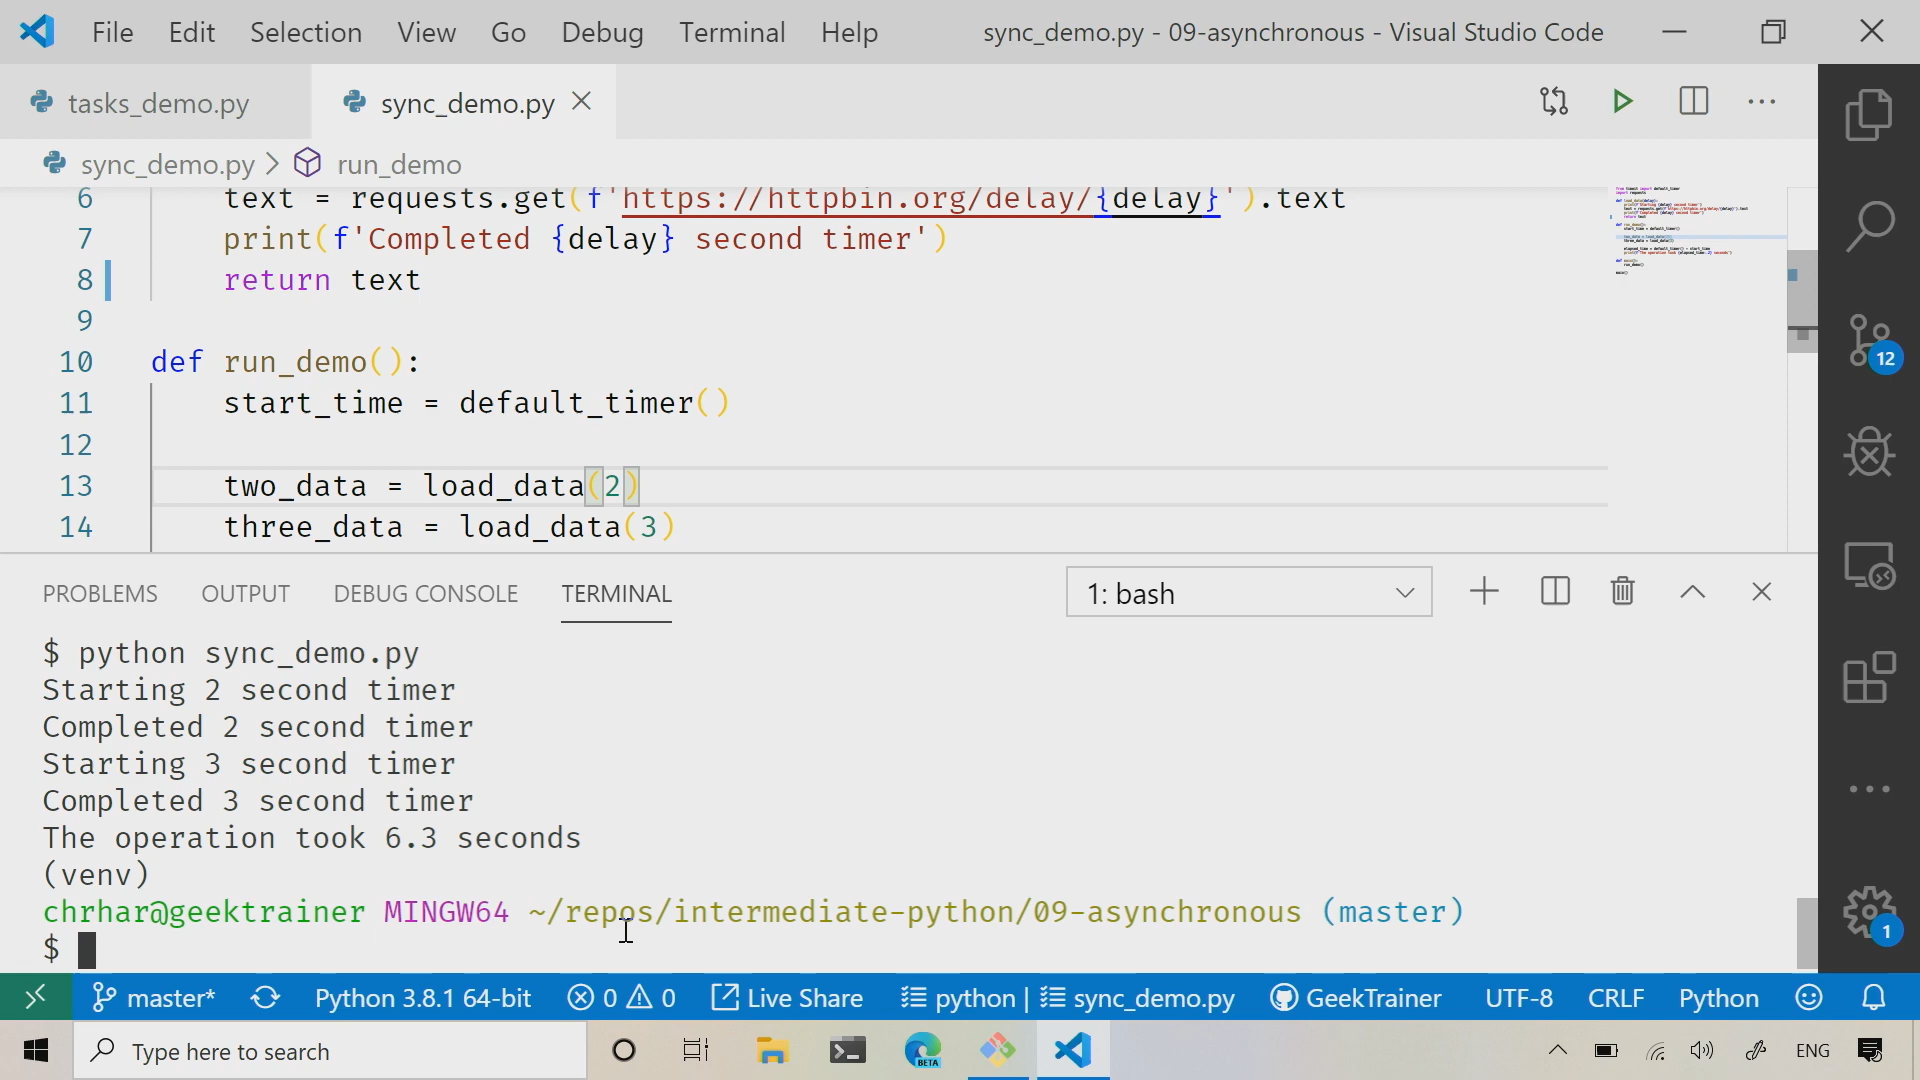 File Edit Selection View Go Debug Terminal Help sync_demo.py - 09-asynchronous - Visual Studio Code
tasks_demo.py sync_demo.py
sync_demo.py > run_demo
6 text = requests.get(f'https://httpbin.org/delay/{delay}').text
7 print(f'Completed {delay} second timer')
8 return text
9
10 def run_demo():
11 start_time = default_timer()
12
13 two_data = load_data(2)
14 three_data = load_data(3)
12
PROBLEMS OUTPUT DEBUG CONSOLE TERMINAL 1: bash
$ python sync_demo.py
Starting 2 second timer
Completed 2 second timer
Starting 3 second timer
Completed 3 second timer
The operation took 6.3 seconds
(venv)
chrhar@geektrainer MINGW64 ~/repos/intermediate-python/09-asynchronous (master)
$
1
master* Python 3.8.1 64-bit 0 0 Live Share python | sync_demo.py GeekTrainer UTF-8 CRLF Python
Type here to search BETA ENG